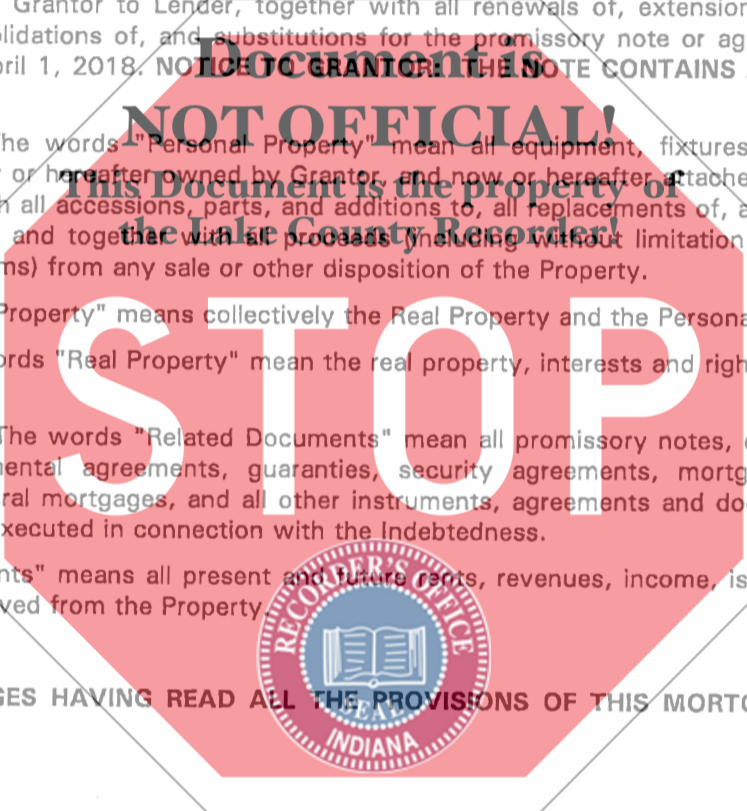 Grantor to Lender, together with all renewals of, extension
lidations of, and substitutions for the promissory note or ag
ril 1, 2018. NOTICE TO GRANTOR: THE NOTE CONTAINS
Document is
NOT OFFICIAL!
This Document is the property of
the Lake County Recorder!
he words "Personal Property" mean all equipment, fixtures
or hereafter owned by Grantor, and now or hereafter attache
h all accessions, parts, and additions to, all replacements of, a
and together with all proceeds (including without limitation
ms) from any sale or other disposition of the Property.
Property" means collectively the Real Property and the Persona
ords "Real Property" mean the real property, interests and righ
STOP
The words "Related Documents" mean all promissory notes,
mental agreements, guaranties, security agreements, mortg
ral mortgages, and all other instruments, agreements and do
xecuted in connection with the Indebtedness.
nts" means all present and future rents, revenues, income, is
ved from the Property.
RECORDER'S OFFICE
SEAL
INDIANA
GES HAVING READ ALL THE PROVISIONS OF THIS MORTG